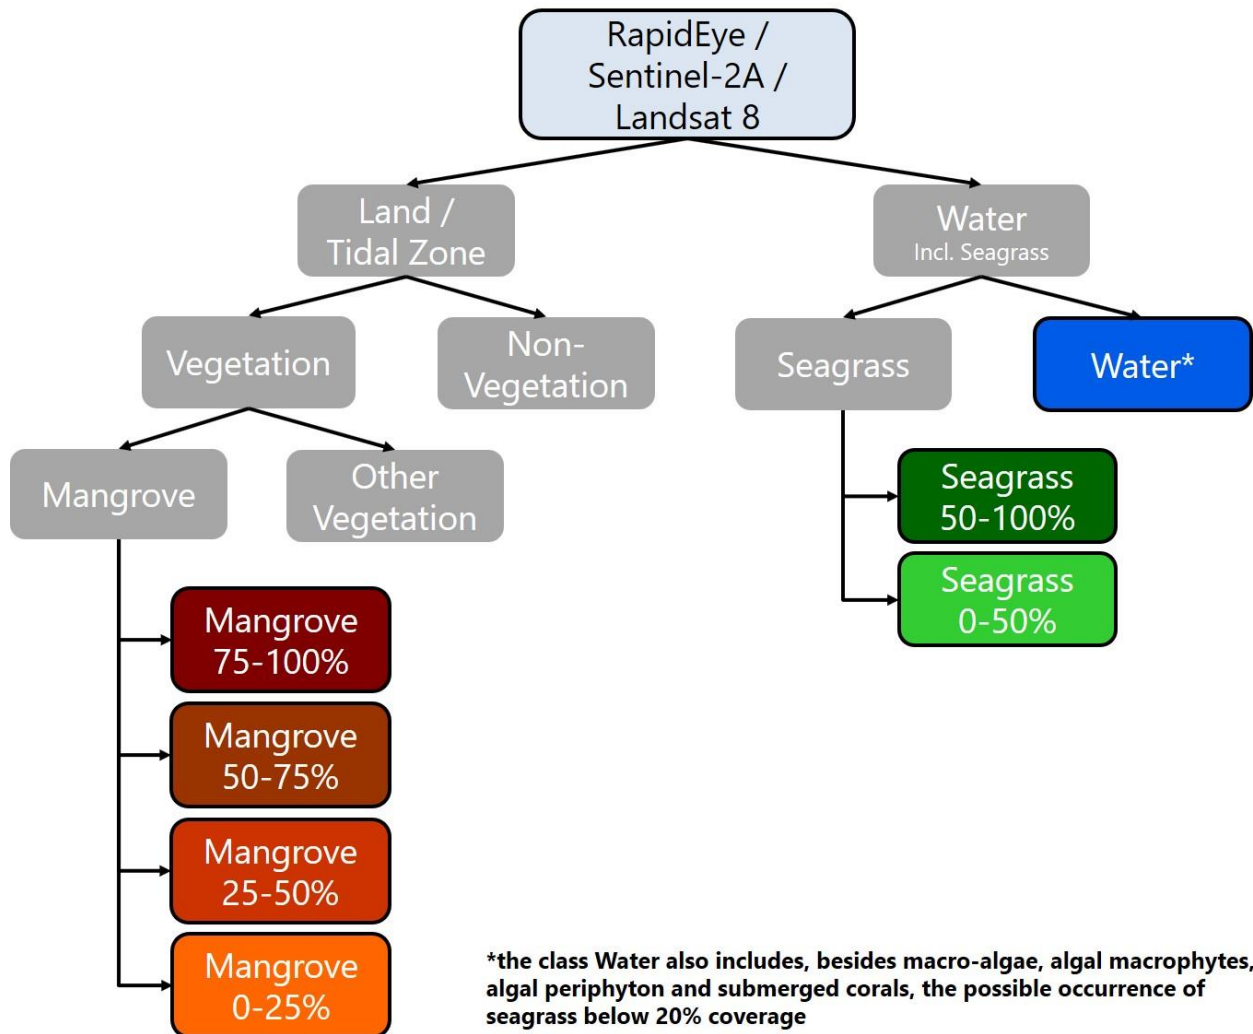 RapidEye /
Sentinel-2A /
Landsat 8
Land /
Tidal Zone
Water
Incl. Seagrass
Vegetation
Non-
Vegetation
Seagrass
Water*
Mangrove
Other
Vegetation
Seagrass
50-100%
Seagrass
0-50%
Mangrove
75-100%
Mangrove
50-75%
Mangrove
25-50%
Mangrove
0-25%
*the class Water also includes, besides macro-algae, algal macrophytes,
algal periphyton and submerged corals, the possible occurrence of
seagrass below 20% coverage